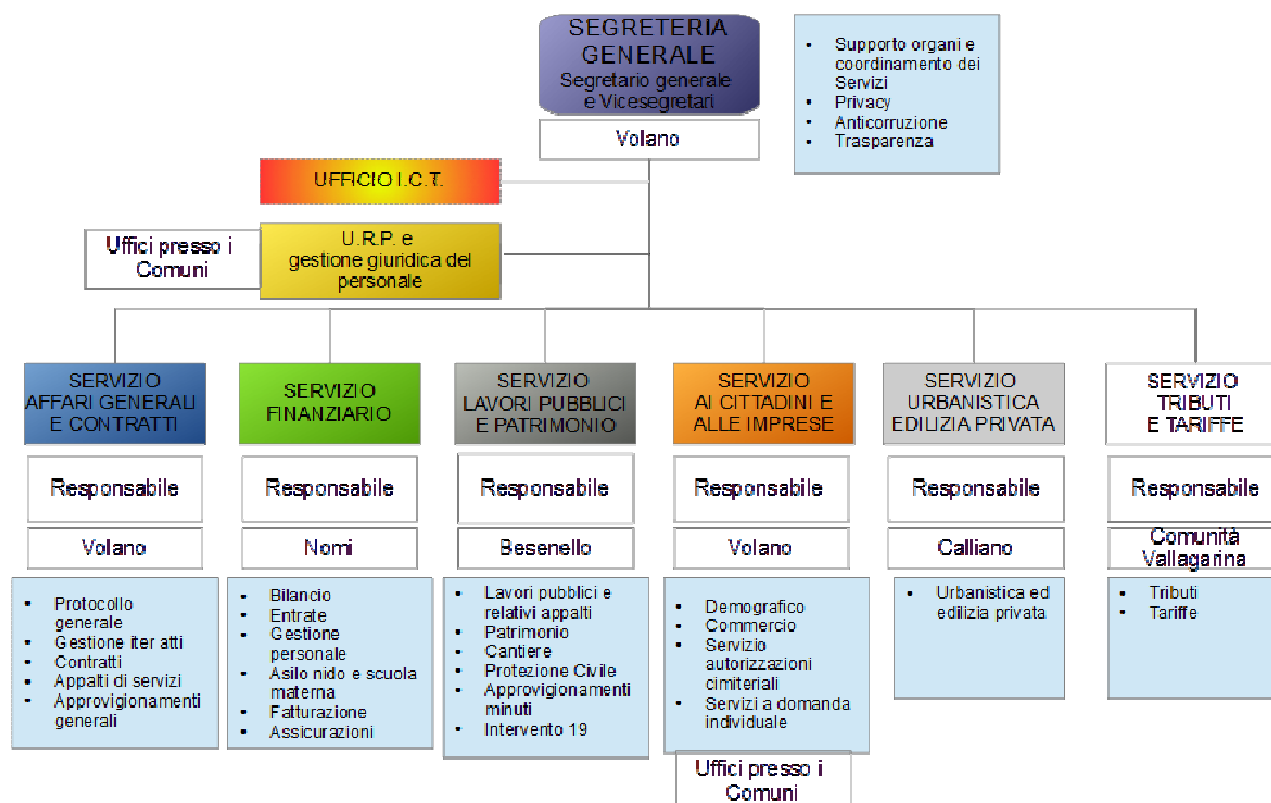 SEGRETERIA
GENERALE
Segretario generale
e Vicesegretari
Volano
• Supporto organi e
coordinamento dei
Servizi
• Privacy
• Anticorruzione
• Trasparenza
UFFICIO I.C.T.
Uffici presso i
Comuni
U.R.P. e
gestione giuridica del
personale
SERVIZIO
AFFARI GENERALI
E CONTRATTI
Responsabile
Volano
• Protocollo
generale
• Gestione iter atti
• Contratti
• Appalti di servizi
• Approvigionamenti
generali
SERVIZIO
FINANZIARIO
Responsabile
Nomi
• Bilancio
• Entrate
• Gestione
personale
• Asilo nido e scuola
materna
• Fatturazione
• Assicurazioni
SERVIZIO
LAVORI PUBBLICI
E PATRIMONIO
Responsabile
Besenello
• Lavori pubblici e
relativi appalti
• Patrimonio
• Cantiere
• Protezione Civile
• Approvigionamenti
minuti
• Intervento 19
SERVIZIO
AI CITTADINI E
ALLE IMPRESE
Responsabile
Volano
• Demografico
• Commercio
• Servizio
autorizzazioni
cimiteriali
• Servizi a domanda
individuale
Uffici presso i
Comuni
SERVIZIO
URBANISTICA
EDILIZIA PRIVATA
Responsabile
Calliano
• Urbanistica ed
edilizia privata
SERVIZIO
TRIBUTI
E TARIFFE
Responsabile
Comunità
Vallagarina
• Tributi
• Tariffe